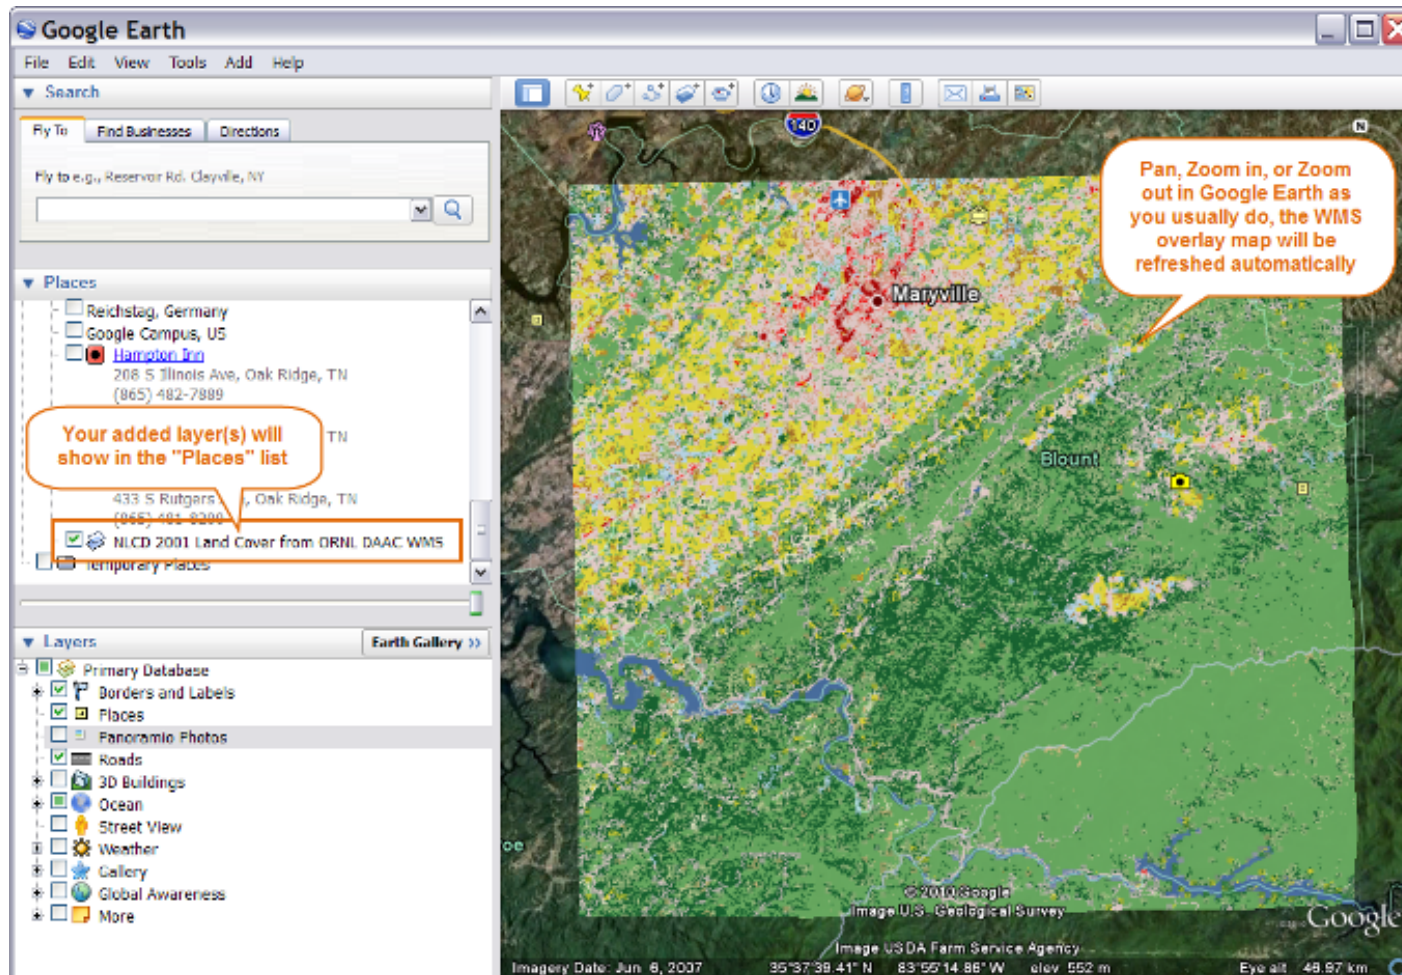 Google Earth
File Edit View Tools Add Help
Search
Fly To Find Businesses Directions
Fly to e.g., Reservor Rd. Clayville, NY
Places
Reichstag, Germany
Google Campus, US
Hampton Inn
208 S Illinois Ave, Oak Ridge, TN
(865) 482-7889
TN
Your added layer(s) will
show in the "Places" list
433 S Rutgers Oak Ridge, TN
NLCD 2001 Land Cover from ORNL DAAC WMS
Temporary Places
Layers
Earth Gallery >>
Primary Database
Borders and Labels
Places
Panoramio Photos
Roads
3D Buildings
Ocean
Street View
Weather
Gallery
Global Awareness
More
140
N
Pan, Zoom in, or Zoom
out in Google Earth as
you usually do, the WMS
overlay map will be
refreshed automatically
Maryville
Blount
oe
© 2010 Google
Image U.S. Geological Survey
Google
Image USDA Farm Service Agency
Imagery Date: Jun 6, 2007 35°37'39.41" N 83°55'14.86" W elev 552 m Eye alt 46.97 km